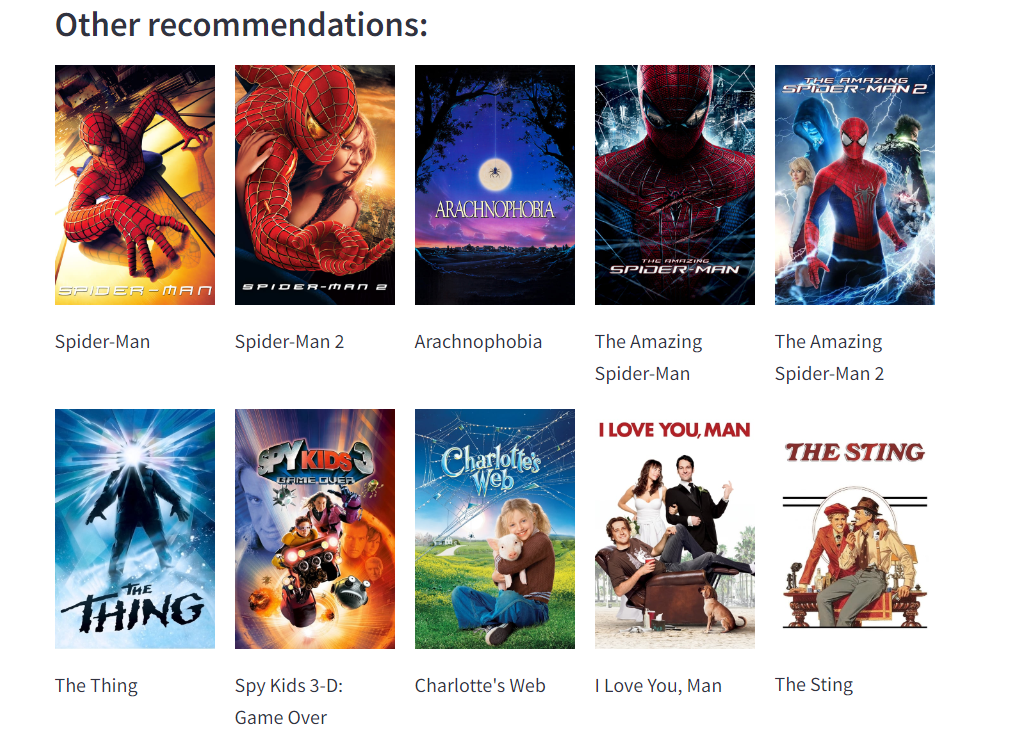 Other recommendations:
SPIDER-MAN
SPIDER-MAN 2
ARACHNOPHOBIA
THE AMAZING
SPIDER-MAN
THE AMAZING
SPIDER-MAN 2
Spider-Man
Spider-Man 2
Arachnophobia
The Amazing
Spider-Man
The Amazing
Spider-Man 2
THE
THING
SPY KIDS 3
GAME OVER
Charlotte's
Web
I LOVE YOU, MAN
THE STING
The Thing
Spy Kids 3-D:
Game Over
Charlotte's Web
I Love You, Man
The Sting